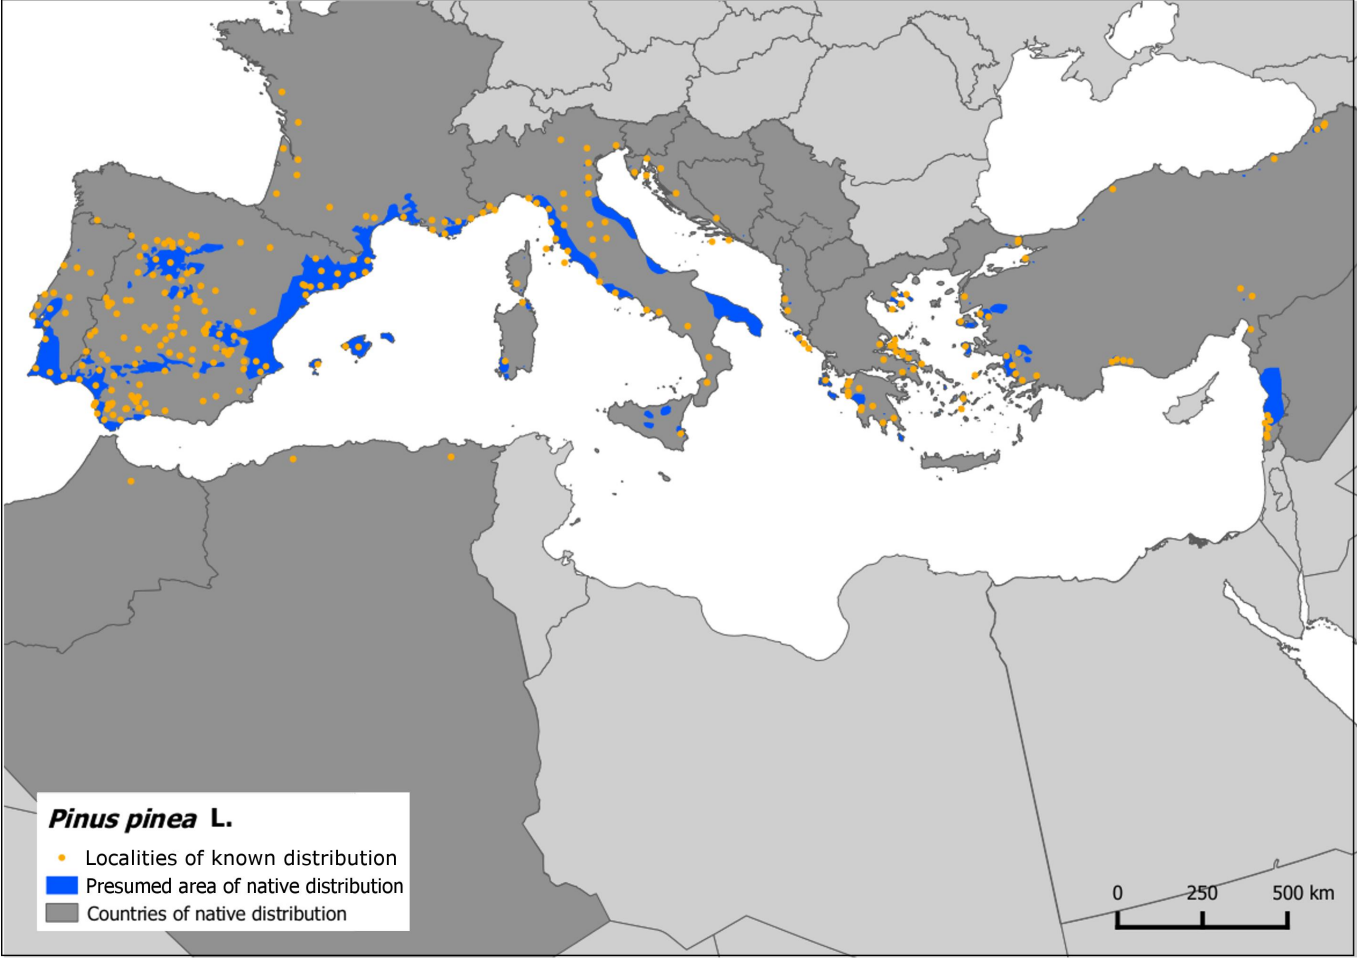 Pinus pinea L.
Localities of known distribution
Presumed area of native distribution
Countries of native distribution
0 250 500 km